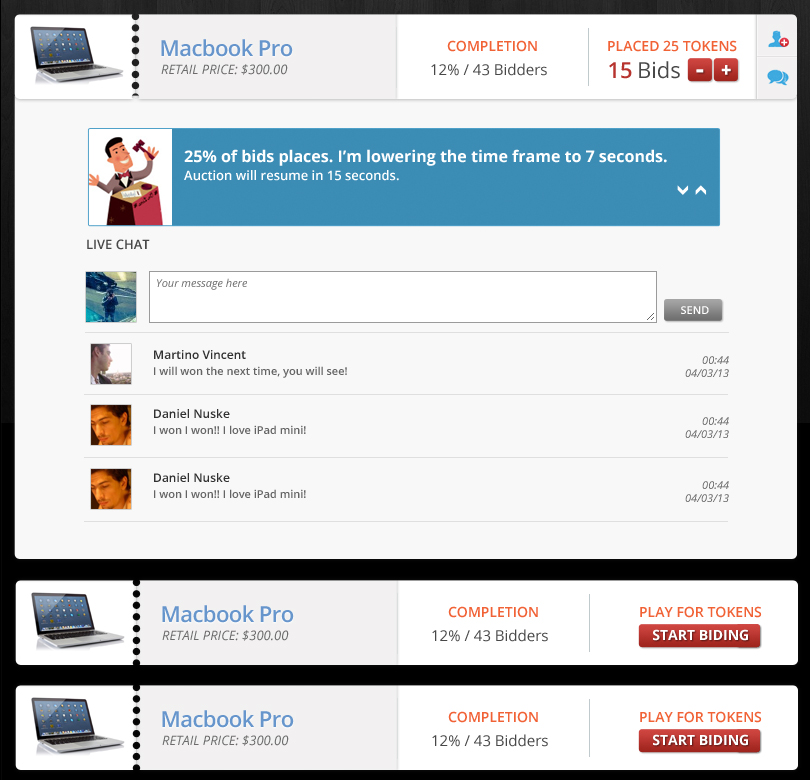 Macbook Pro
RETAIL PRICE: $300.00
COMPLETION
12% / 43 Bidders
PLACED 25 TOKENS
15 Bids - +
25% of bids places. I'm lowering the time frame to 7 seconds.
Auction will resume in 15 seconds.
LIVE CHAT
Your message here
SEND
Martino Vincent
I will won the next time, you will see!
00:44
04/03/13
Daniel Nuske
I won I won!! I love iPad mini!
00:44
04/03/13
Daniel Nuske
I won I won!! I love iPad mini!
00:44
04/03/13
Macbook Pro
RETAIL PRICE: $300.00
COMPLETION
12% / 43 Bidders
PLAY FOR TOKENS
START BIDING
Macbook Pro
RETAIL PRICE: $300.00
COMPLETION
12% / 43 Bidders
PLAY FOR TOKENS
START BIDING